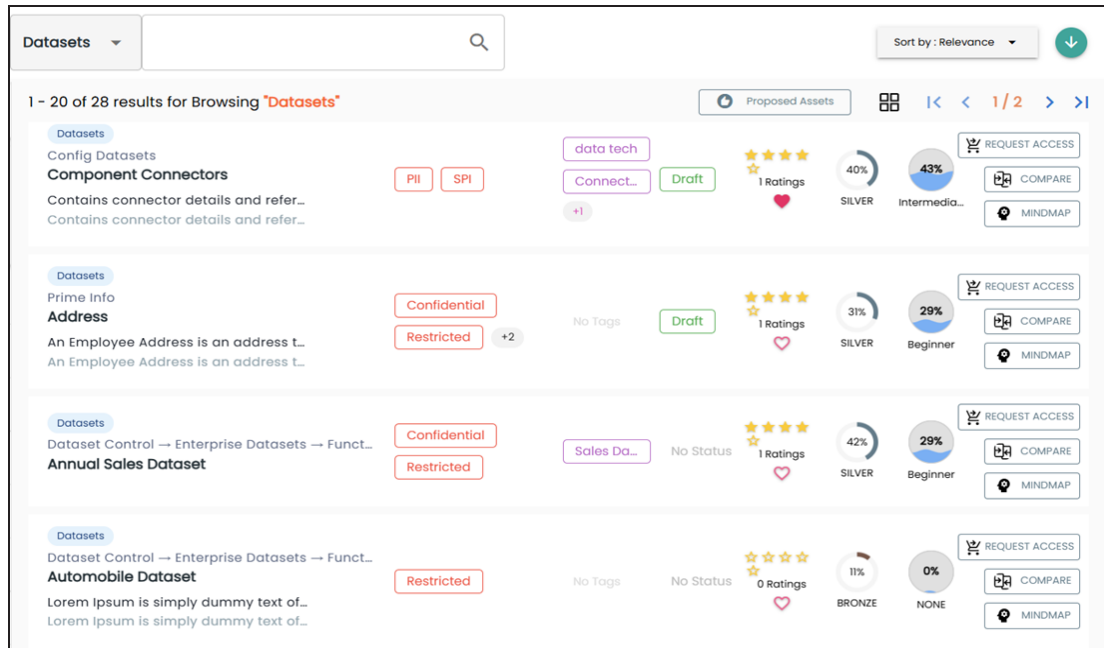 Datasets
Sort by : Relevance
1 - 20 of 28 results for Browsing "Datasets"
Proposed Assets
1 / 2
Datasets
Config Datasets
Component Connectors
Contains connector details and refer...
Contains connector details and refer...
PII SPI
data tech
Connect...
+1
Draft
1 Ratings
40%
SILVER
43%
Intermedia...
REQUEST ACCESS
COMPARE
MINDMAP
Datasets
Prime Info
Address
An Employee Address is an address t...
An Employee Address is an address t...
Confidential
Restricted +2
No Tags
Draft
1 Ratings
31%
SILVER
29%
Beginner
REQUEST ACCESS
COMPARE
MINDMAP
Datasets
Dataset Control → Enterprise Datasets → Funct...
Annual Sales Dataset
Confidential
Restricted
Sales Da...
No Status
1 Ratings
42%
SILVER
29%
Beginner
REQUEST ACCESS
COMPARE
MINDMAP
Datasets
Dataset Control → Enterprise Datasets → Funct...
Automobile Dataset
Lorem Ipsum is simply dummy text of...
Lorem Ipsum is simply dummy text of...
Restricted
No Tags
No Status
0 Ratings
11%
BRONZE
0%
NONE
REQUEST ACCESS
COMPARE
MINDMAP